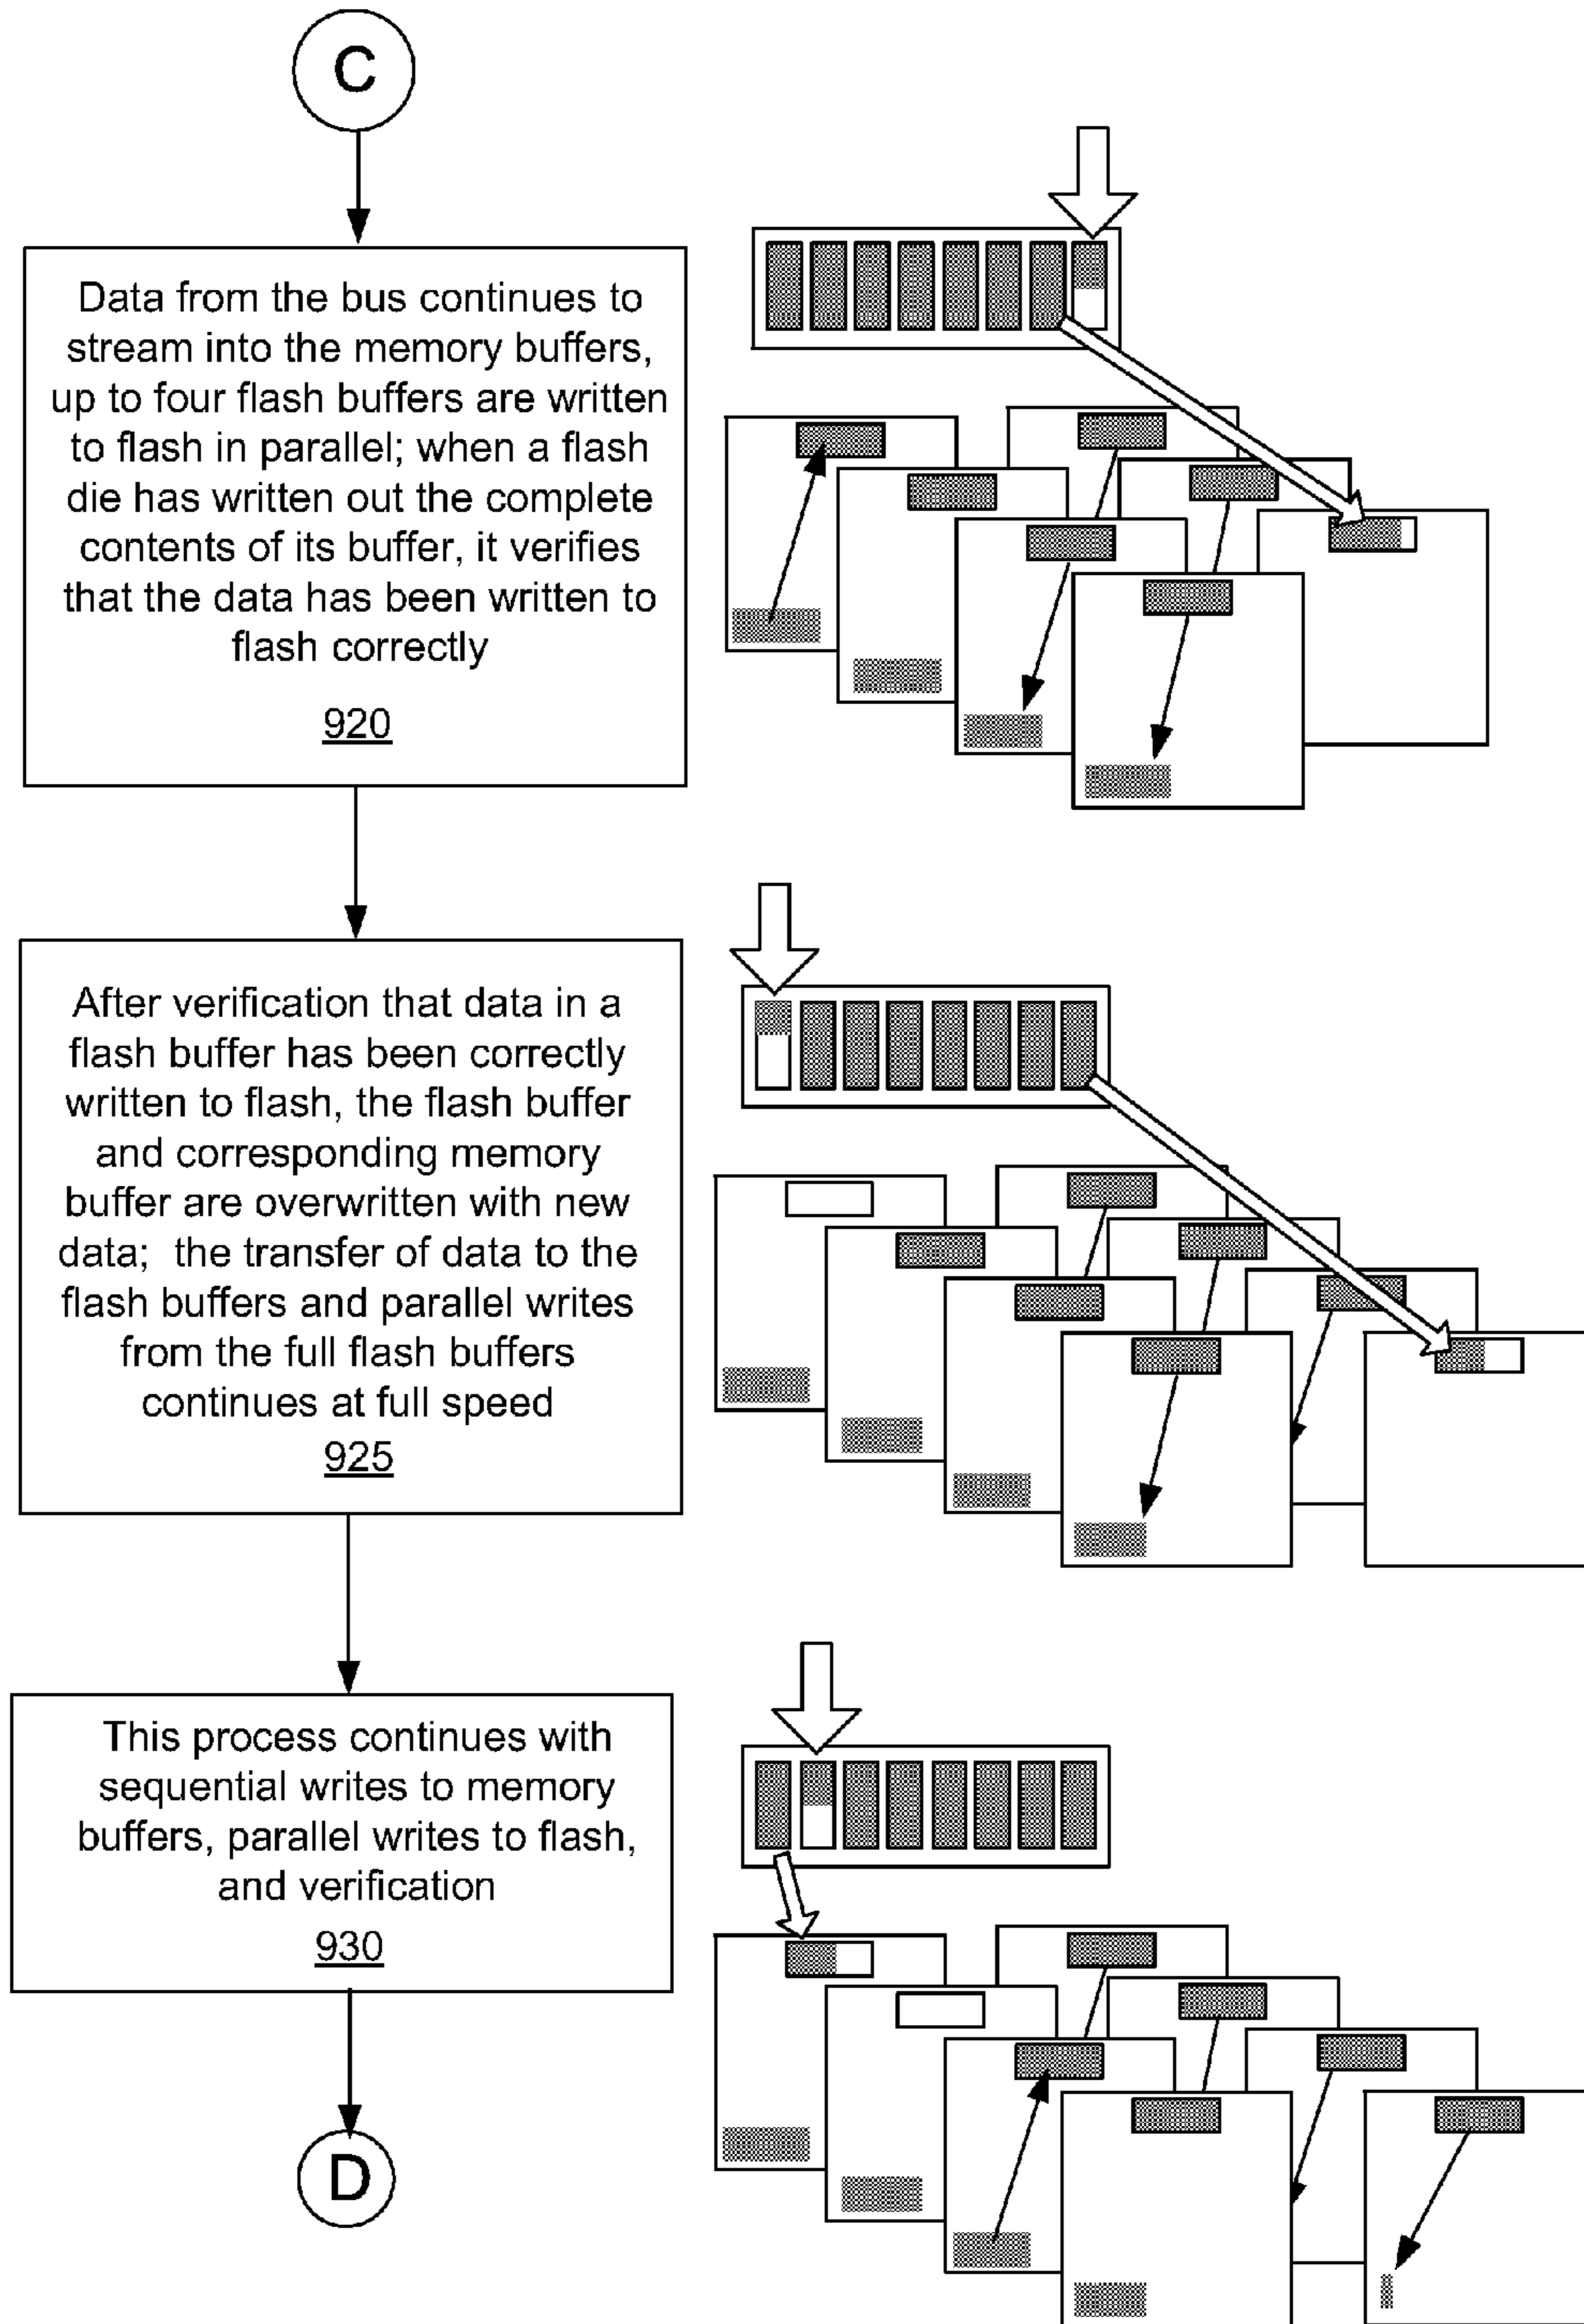 C
Data from the bus continues to
stream into the memory buffers,
up to four flash buffers are written
to flash in parallel; when a flash
die has written out the complete
contents of its buffer, it verifies
that the data has been written to
flash correctly
920
After verification that data in a
flash buffer has been correctly
written to flash, the flash buffer
and corresponding memory
buffer are overwritten with new
data; the transfer of data to the
flash buffers and parallel writes
from the full flash buffers
continues at full speed
925
This process continues with
sequential writes to memory
buffers, parallel writes to flash,
and verification
930
D